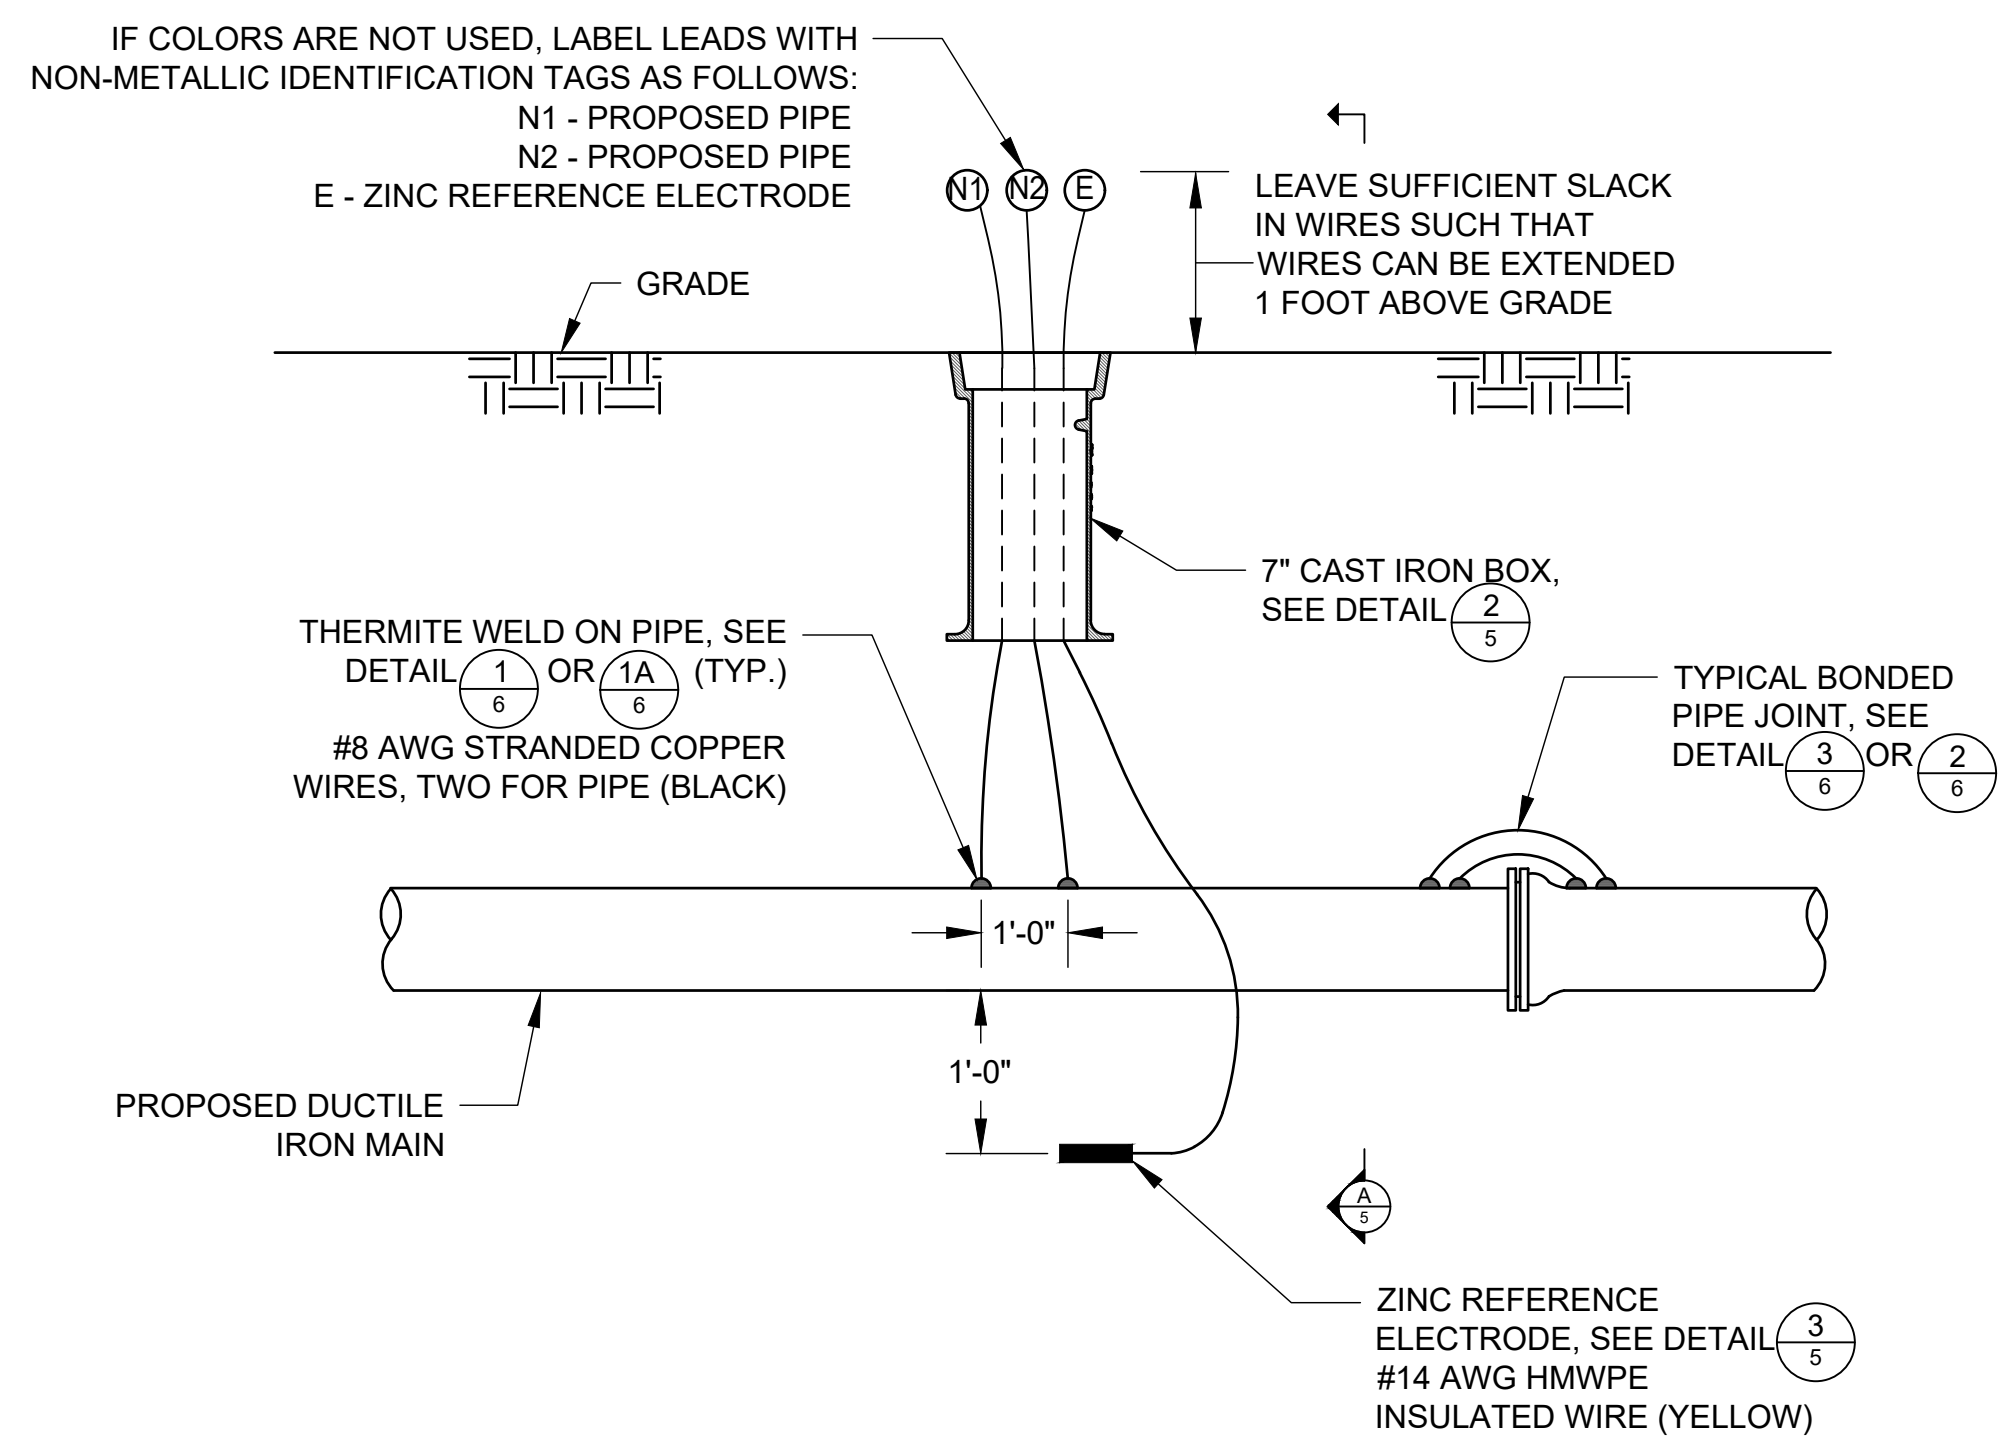 IF COLORS ARE NOT USED, LABEL LEADS WITH
NON-METALLIC IDENTIFICATION TAGS AS FOLLOWS:
N1 - PROPOSED PIPE
N2 - PROPOSED PIPE
E - ZINC REFERENCE ELECTRODE
N1 N2 E
LEAVE SUFFICIENT SLACK
IN WIRES SUCH THAT
WIRES CAN BE EXTENDED
1 FOOT ABOVE GRADE
GRADE
7" CAST IRON BOX,
SEE DETAIL 2
5
THERMITE WELD ON PIPE, SEE
DETAIL 1 OR 1A (TYP.)
6 6
#8 AWG STRANDED COPPER
WIRES, TWO FOR PIPE (BLACK)
TYPICAL BONDED
PIPE JOINT, SEE
DETAIL 3 OR 2
6 6
1'-0"
1'-0"
PROPOSED DUCTILE
IRON MAIN
A
5
ZINC REFERENCE
ELECTRODE, SEE DETAIL 3
5
#14 AWG HMWPE
INSULATED WIRE (YELLOW)